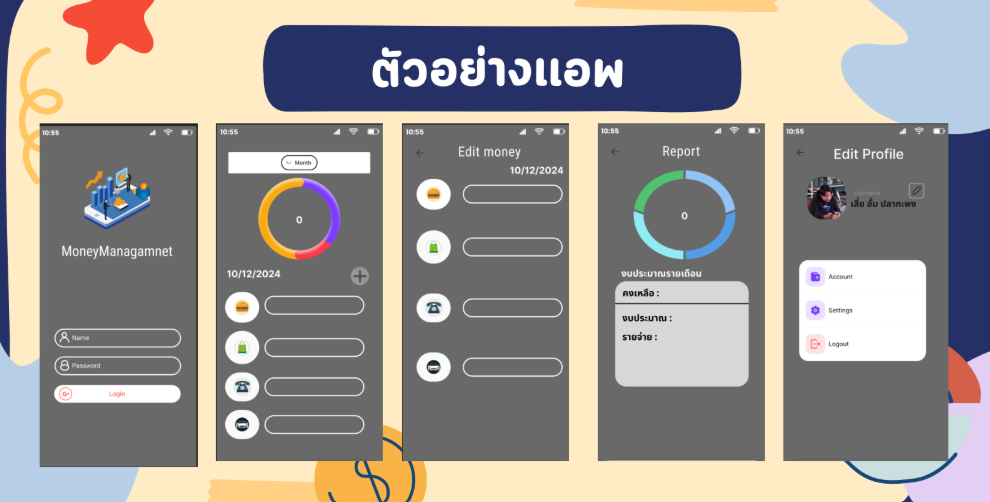 ตัวอย่างแอพ
10:55
MoneyManagamnet
Name
Password
G+
Login
10:55
Month
0
10/12/2024
10:55
Edit money
10/12/2024
10:55
Report
0
งบประมาณรายเดือน
คงเหลือ :
งบประมาณ :
รายจ่าย :
10:55
Edit Profile
Username
เสี่ย อั้ม ปลากะพง
Account
Settings
Logout